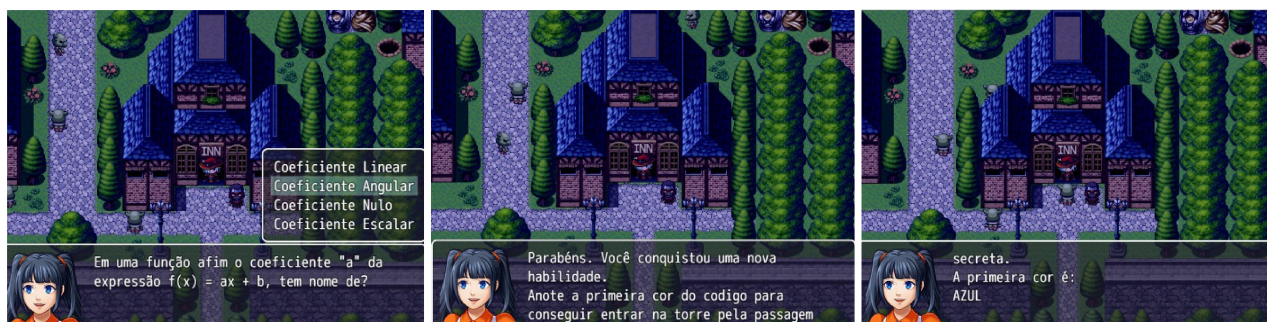 INN
Coeficiente Linear
Coeficiente Angular
Coeficiente Nulo
Coeficiente Escalar
Em uma função afim o coeficiente "a" da
expressão f(x) = ax + b, tem nome de?
INN
Parabéns. Você conquistou uma nova
habilidade.
Anote a primeira cor do codigo para
conseguir entrar na torre pela passagem
INN
secreta.
A primeira cor é:
AZUL